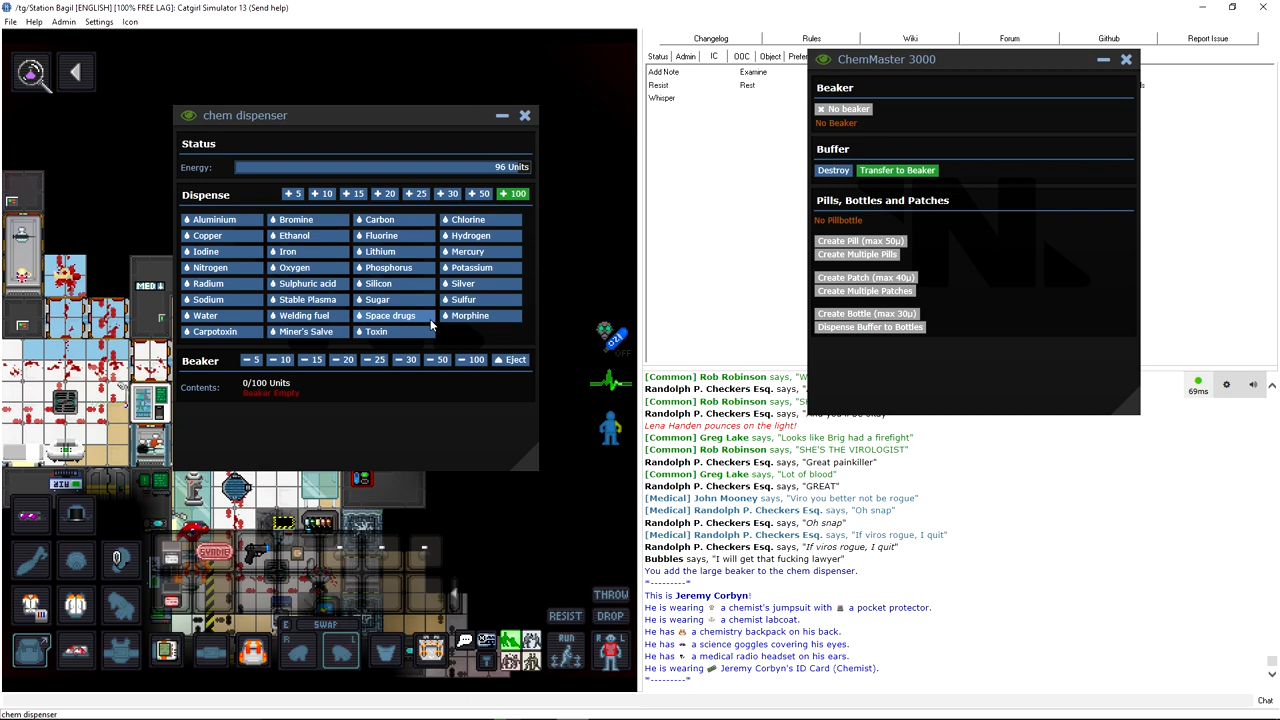 /tg/Station Bagil [ENGLISH] [100% FREE LAG]: Catgirl Simulator 13 (Send help)
File Help Admin Settings Icon
Changelog Rules Wiki Forum Github Report Issue
Status Admin IC OOC Object Prefer
Add Note Examine
Resist Rest
Whisper
chem dispenser
Status
Energy: 96 Units
Dispense +5 +10 +15 +20 +25 +30 +50 +100
Aluminium Bromine Carbon Chlorine
Copper Ethanol Fluorine Hydrogen
Iodine Iron Lithium Mercury
Nitrogen Oxygen Phosphorus Potassium
Radium Sulphuric acid Silicon Silver
Sodium Stable Plasma Sugar Sulfur
Water Welding fuel Space drugs Morphine
Carpotoxin Miner's Salve Toxin
Beaker −5 −10 −15 −20 −25 −30 −50 −100 Eject
Contents: 0/100 Units
Beaker Empty
ChemMaster 3000
Beaker
No beaker
No Beaker
Buffer
Destroy Transfer to Beaker
Pills, Bottles and Patches
No Pillbottle
Create Pill (max 50µ)
Create Multiple Pills
Create Patch (max 40µ)
Create Multiple Patches
Create Bottle (max 30µ)
Dispense Buffer to Bottles
69ms
[Common] Rob Robinson says, "W
Randolph P. Checkers Esq. says,
[Common] Rob Robinson says, "S
Randolph P. Checkers Esq. says, "And you'll be okay"
Lena Handen pounces on the light!
[Common] Greg Lake says, "Looks like Brig had a firefight"
[Common] Rob Robinson says, "SHE'S THE VIROLOGIST"
Randolph P. Checkers Esq. says, "Great painkiller"
[Common] Greg Lake says, "Lot of blood"
Randolph P. Checkers Esq. says, "GREAT"
[Medical] John Mooney says, "Viro you better not be rogue"
[Medical] Randolph P. Checkers Esq. says, "Oh snap"
Randolph P. Checkers Esq. says, "Oh snap"
[Medical] Randolph P. Checkers Esq. says, "If viros rogue, I quit"
Randolph P. Checkers Esq. says, "If viros rogue, I quit"
Bubbles says, "I will get that fucking lawyer"
You add the large beaker to the chem dispenser.
*---------*
This is Jeremy Corbyn!
He is wearing a chemist's jumpsuit with a pocket protector.
He is wearing a chemist labcoat.
He has a chemistry backpack on his back.
He has a science goggles covering his eyes.
He has a medical radio headset on his ears.
He is wearing Jeremy Corbyn's ID Card (Chemist).
*---------*
MED
OZI
OFF
AIR
SYNDIE
THROW
RESIST DROP
E SWAP
R L
RUN
R L
Chat
chem dispenser